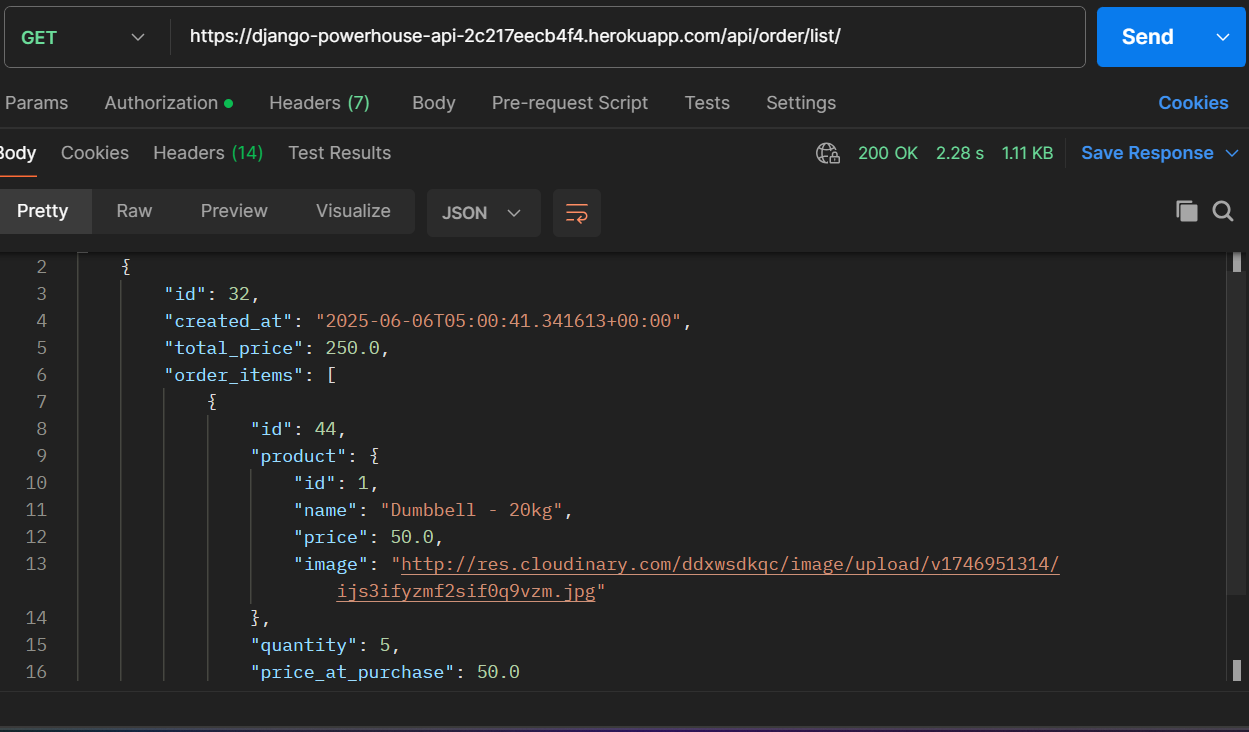 GET https://django-powerhouse-api-2c217eecb4f4.herokuapp.com/api/order/list/ Send
Params Authorization Headers (7) Body Pre-request Script Tests Settings Cookies
Body Cookies Headers (14) Test Results 200 OK 2.28 s 1.11 KB Save Response
Pretty Raw Preview Visualize JSON
2 {
3 "id": 32,
4 "created_at": "2025-06-06T05:00:41.341613+00:00",
5 "total_price": 250.0,
6 "order_items": [
7 {
8 "id": 44,
9 "product": {
10 "id": 1,
11 "name": "Dumbbell - 20kg",
12 "price": 50.0,
13 "image": "http://res.cloudinary.com/ddxwsdkqc/image/upload/v1746951314/
ijs3ifyzmf2sif0q9vzm.jpg"
14 },
15 "quantity": 5,
16 "price_at_purchase": 50.0